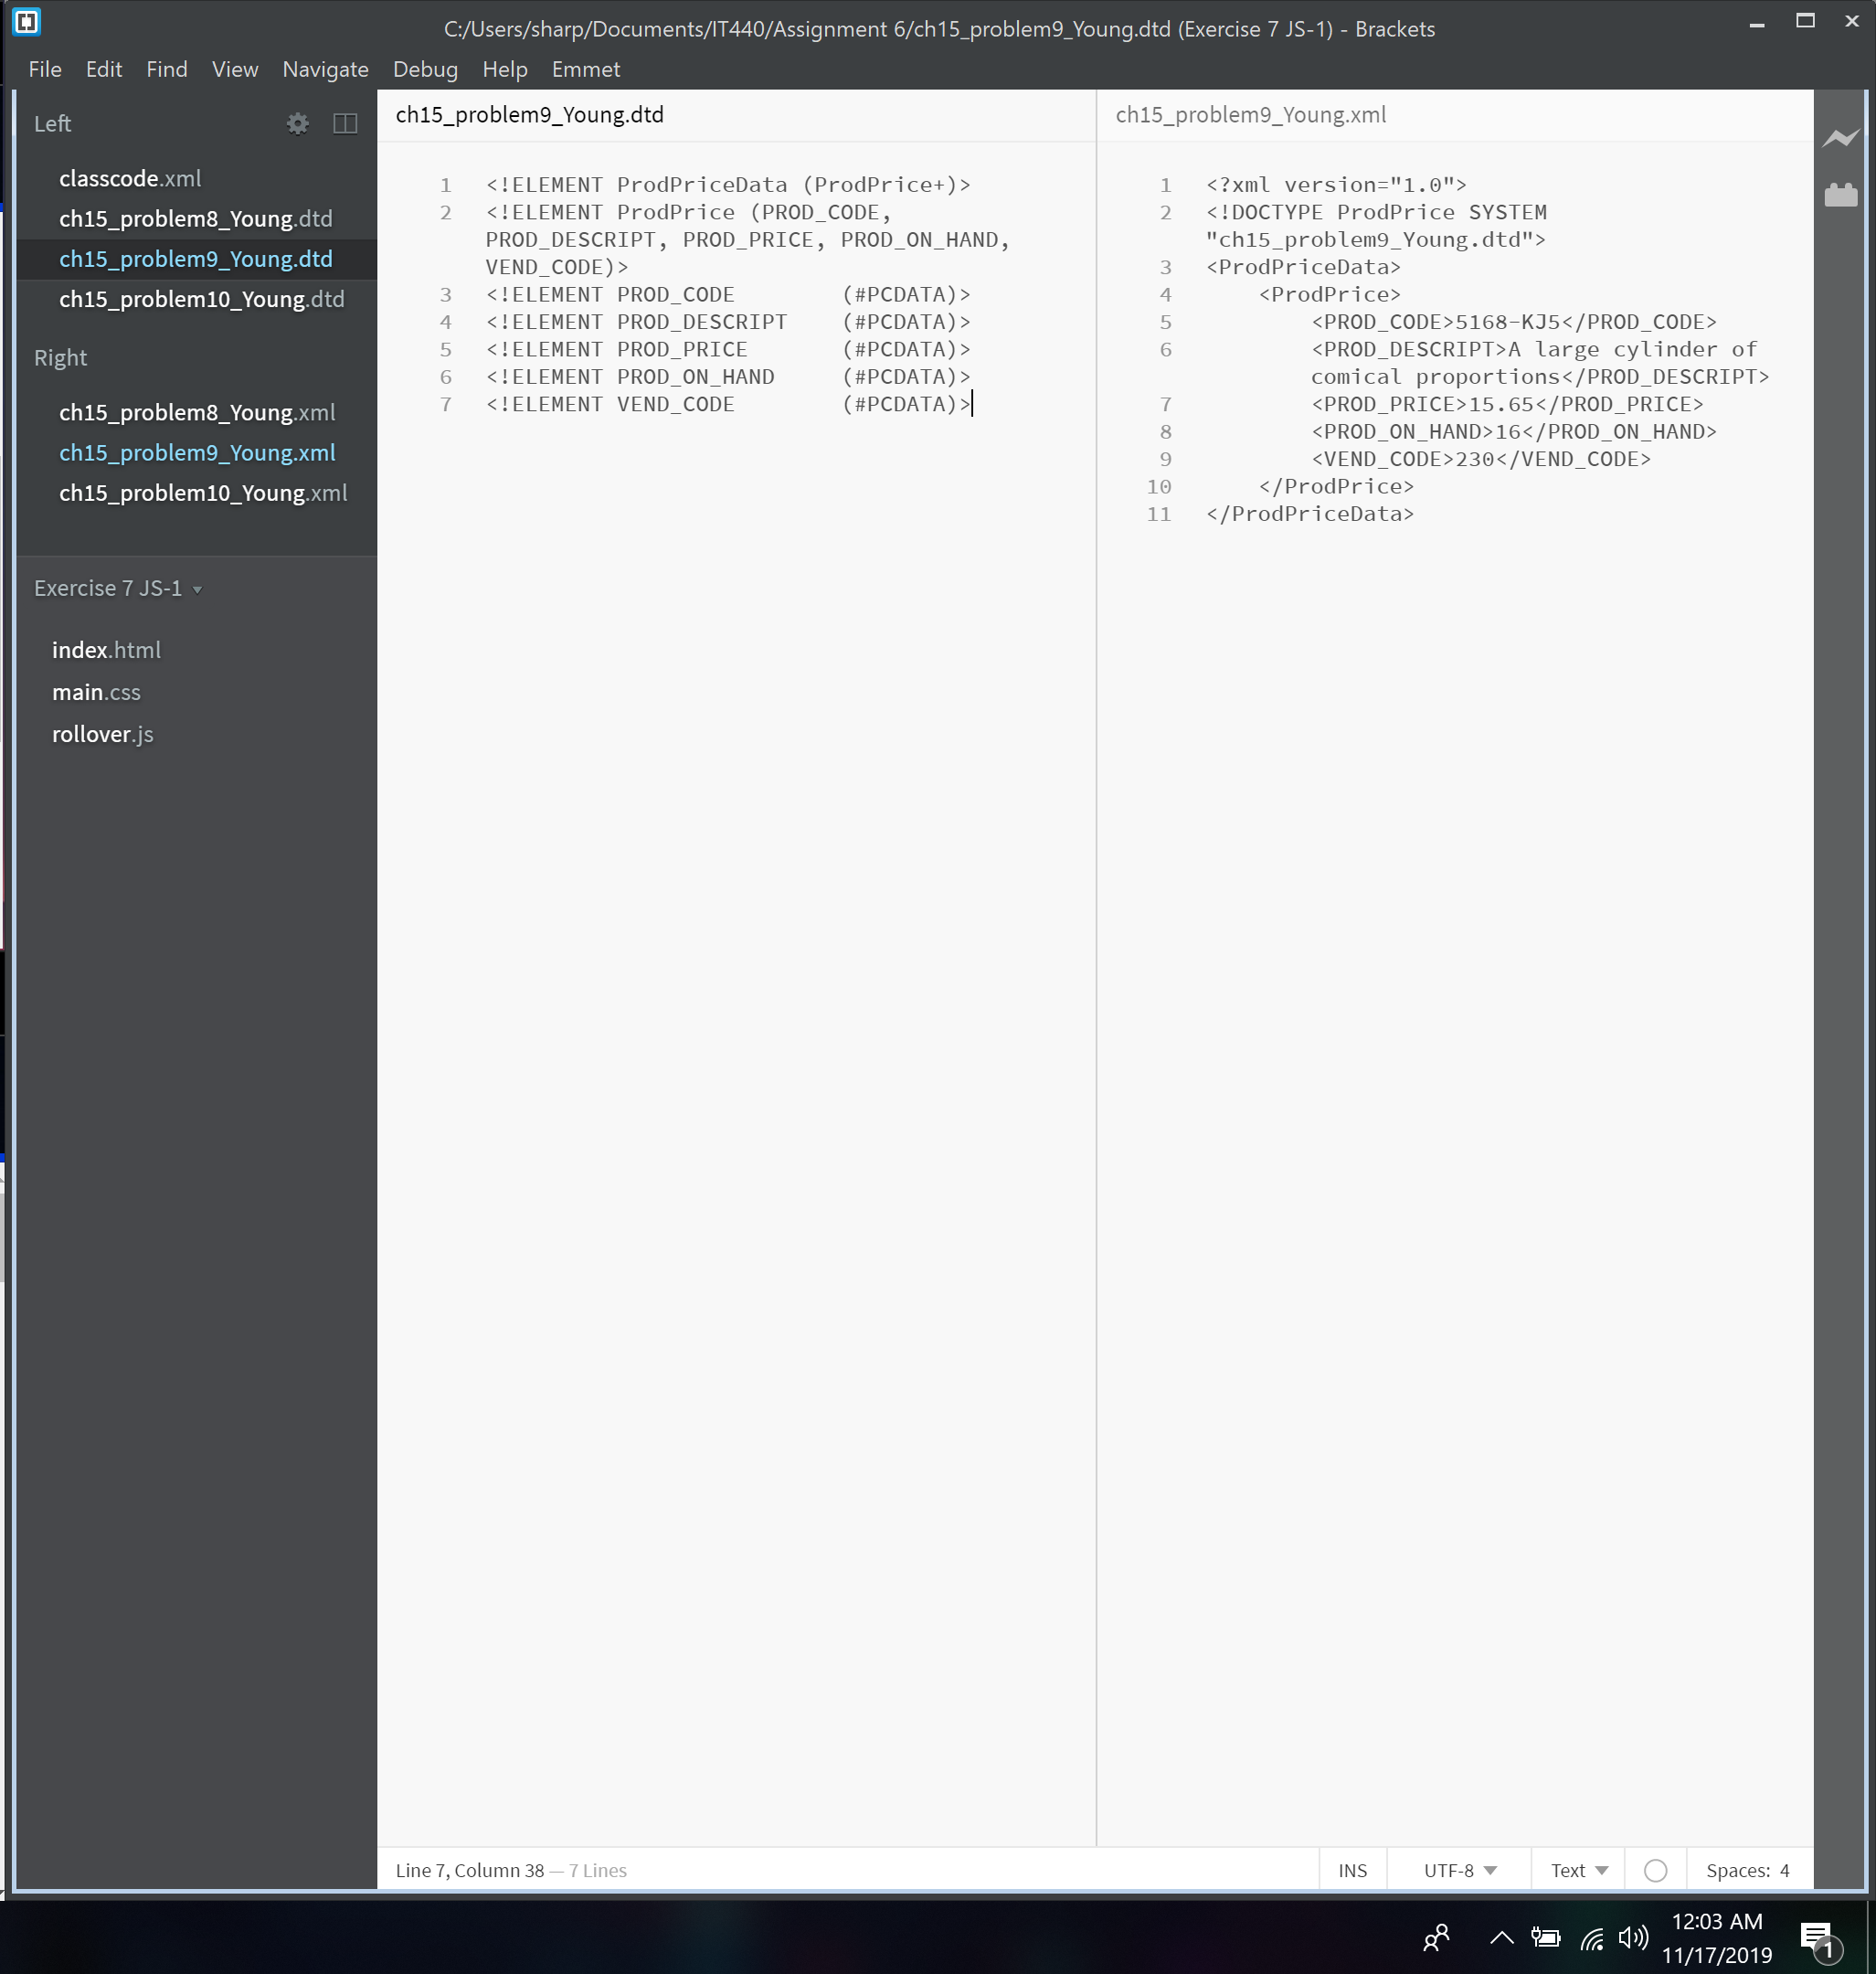 C:/Users/sharp/Documents/IT440/Assignment 6/ch15_problem9_Young.dtd (Exercise 7 JS-1) - Brackets
File Edit Find View Navigate Debug Help Emmet
Left
classcode.xml
ch15_problem8_Young.dtd
ch15_problem9_Young.dtd
ch15_problem10_Young.dtd
Right
ch15_problem8_Young.xml
ch15_problem9_Young.xml
ch15_problem10_Young.xml
Exercise 7 JS-1
index.html
main.css
rollover.js
ch15_problem9_Young.dtd
1 <!ELEMENT ProdPriceData (ProdPrice+)>
2 <!ELEMENT ProdPrice (PROD_CODE,
PROD_DESCRIPT, PROD_PRICE, PROD_ON_HAND,
VEND_CODE)>
3 <!ELEMENT PROD_CODE (#PCDATA)>
4 <!ELEMENT PROD_DESCRIPT (#PCDATA)>
5 <!ELEMENT PROD_PRICE (#PCDATA)>
6 <!ELEMENT PROD_ON_HAND (#PCDATA)>
7 <!ELEMENT VEND_CODE (#PCDATA)>
ch15_problem9_Young.xml
1 <?xml version="1.0">
2 <!DOCTYPE ProdPrice SYSTEM
"ch15_problem9_Young.dtd">
3 <ProdPriceData>
4 <ProdPrice>
5 <PROD_CODE>5168-KJ5</PROD_CODE>
6 <PROD_DESCRIPT>A large cylinder of
comical proportions</PROD_DESCRIPT>
7 <PROD_PRICE>15.65</PROD_PRICE>
8 <PROD_ON_HAND>16</PROD_ON_HAND>
9 <VEND_CODE>230</VEND_CODE>
10 </ProdPrice>
11 </ProdPriceData>
Line 7, Column 38 — 7 Lines
INS UTF-8 Text Spaces: 4
12:03 AM
11/17/2019
1